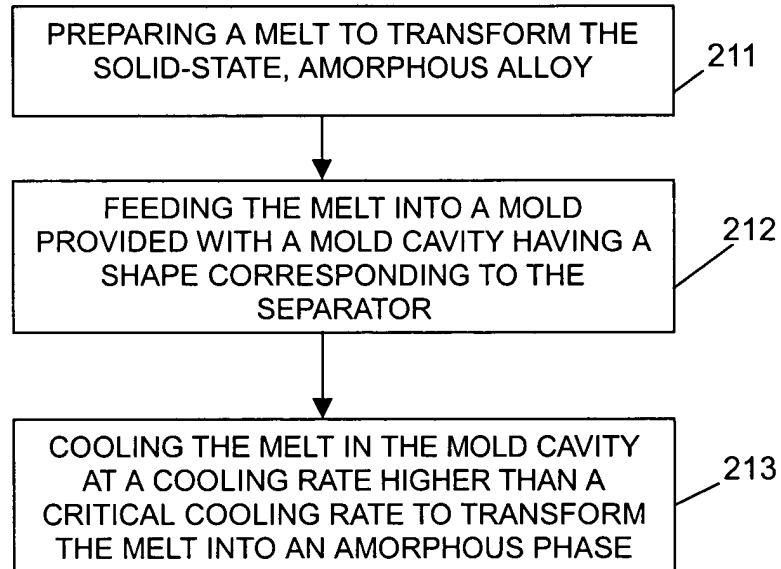 PREPARING A MELT TO TRANSFORM THE
SOLID-STATE, AMORPHOUS ALLOY
211
FEEDING THE MELT INTO A MOLD
PROVIDED WITH A MOLD CAVITY HAVING A
SHAPE CORRESPONDING TO THE
SEPARATOR
212
COOLING THE MELT IN THE MOLD CAVITY
AT A COOLING RATE HIGHER THAN A
CRITICAL COOLING RATE TO TRANSFORM
THE MELT INTO AN AMORPHOUS PHASE
213